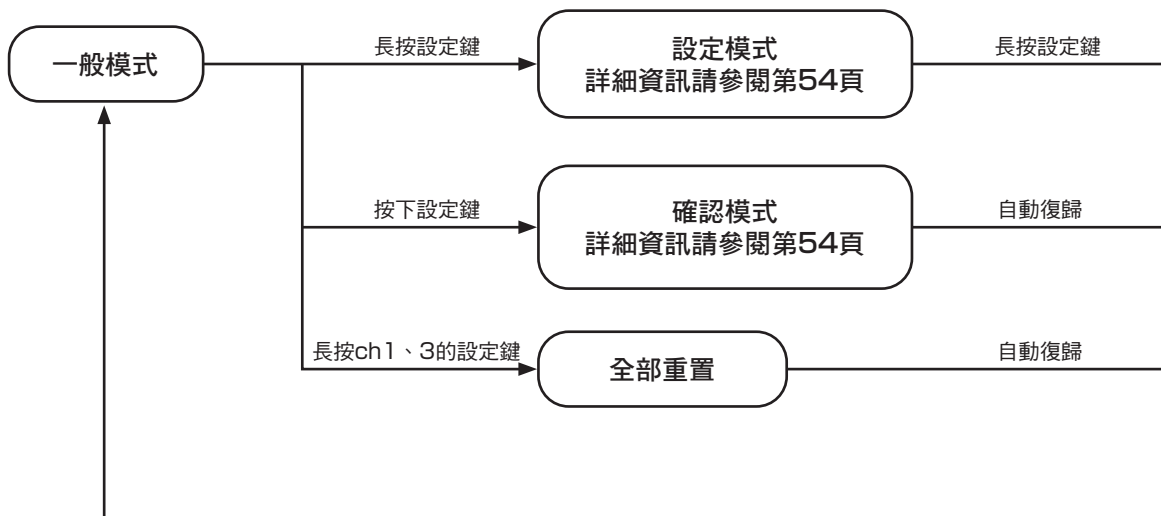 一般模式
長按設定鍵
設定模式
詳細資訊請參閱第54頁
長按設定鍵
按下設定鍵
確認模式
詳細資訊請參閱第54頁
自動復歸
長按ch1、3的設定鍵
全部重置
自動復歸